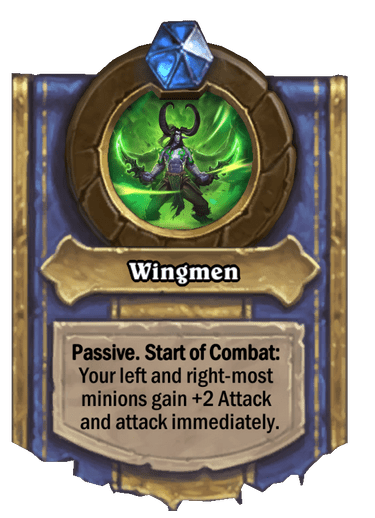 Wingmen
Passive. Start of Combat:
Your left and right-most
minions gain +2 Attack
and attack immediately.